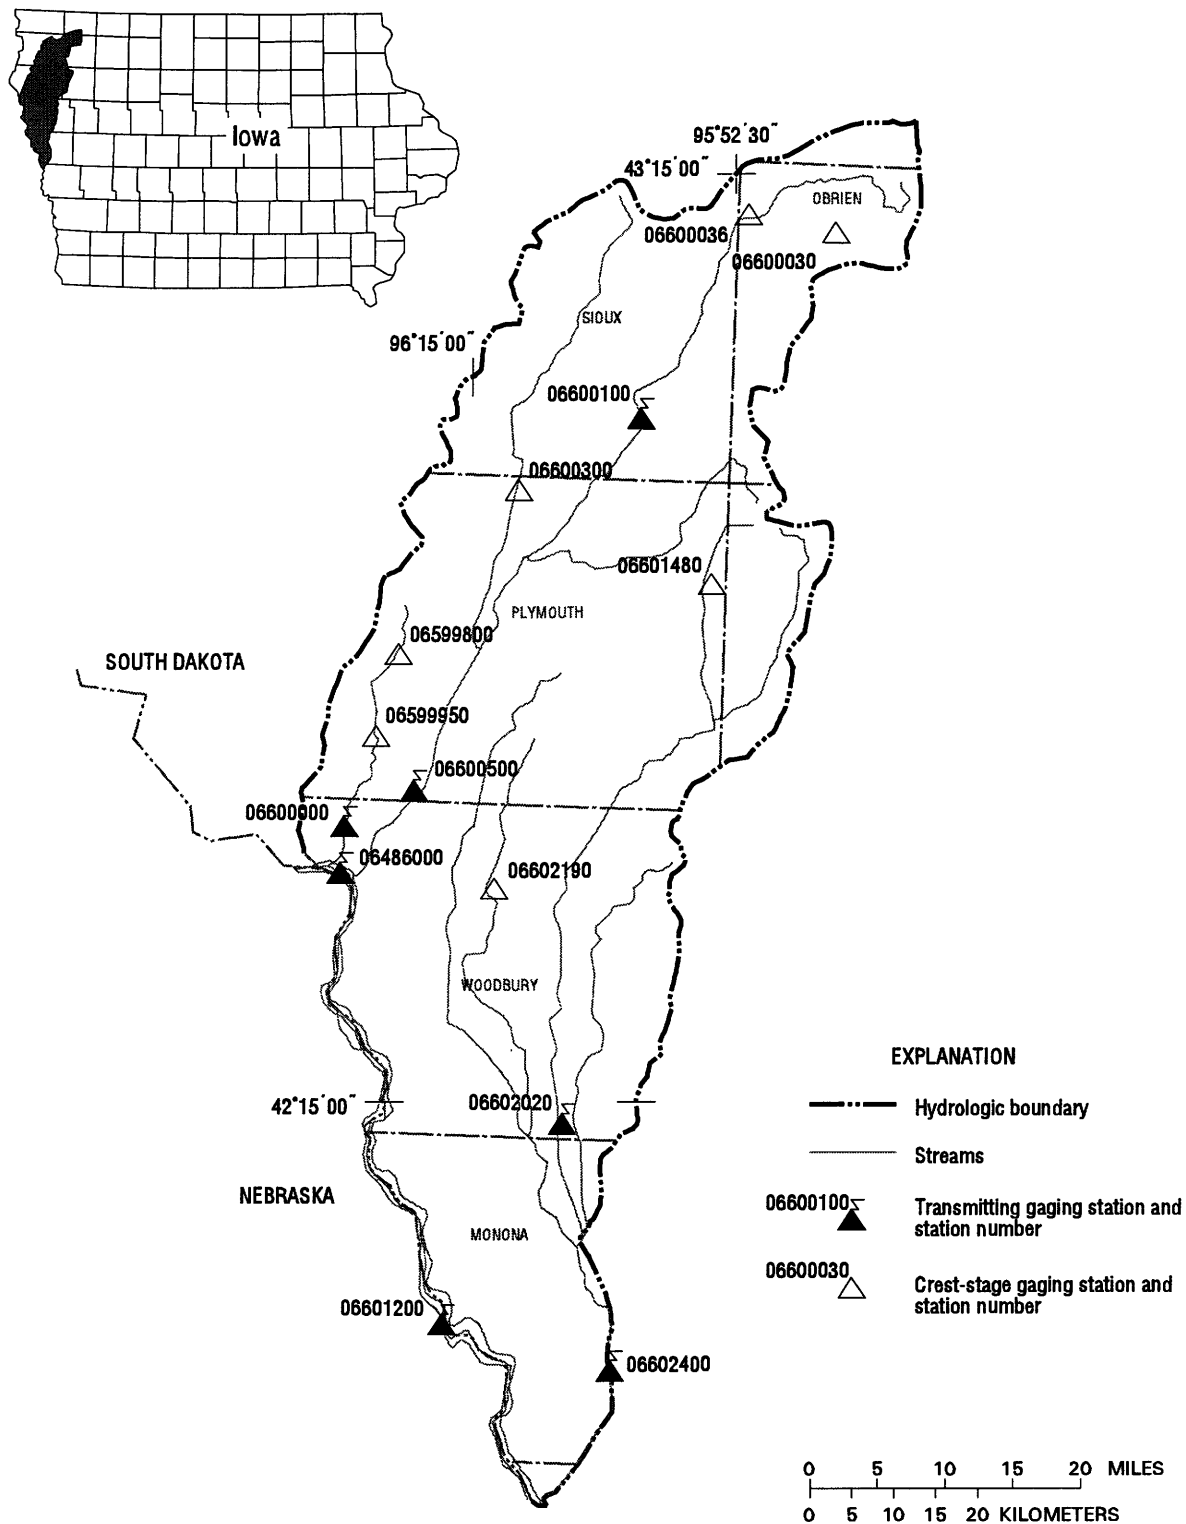 Iowa
95°52´30˝
43°15´00˝
OBRIEN
06600036
06600030
SIOUX
96°15´00˝
06600100
06600300
06601480
PLYMOUTH
06599800
SOUTH DAKOTA
06599950
06600500
06600000
06486000
06602190
WOODBURY
EXPLANATION
Hydrologic boundary
Streams
06600100
Transmitting gaging station and
station number
06600030
Crest-stage gaging station and
station number
42°15´00˝
06602020
NEBRASKA
MONONA
06601200
06602400
0 5 10 15 20 MILES
0 5 10 15 20 KILOMETERS